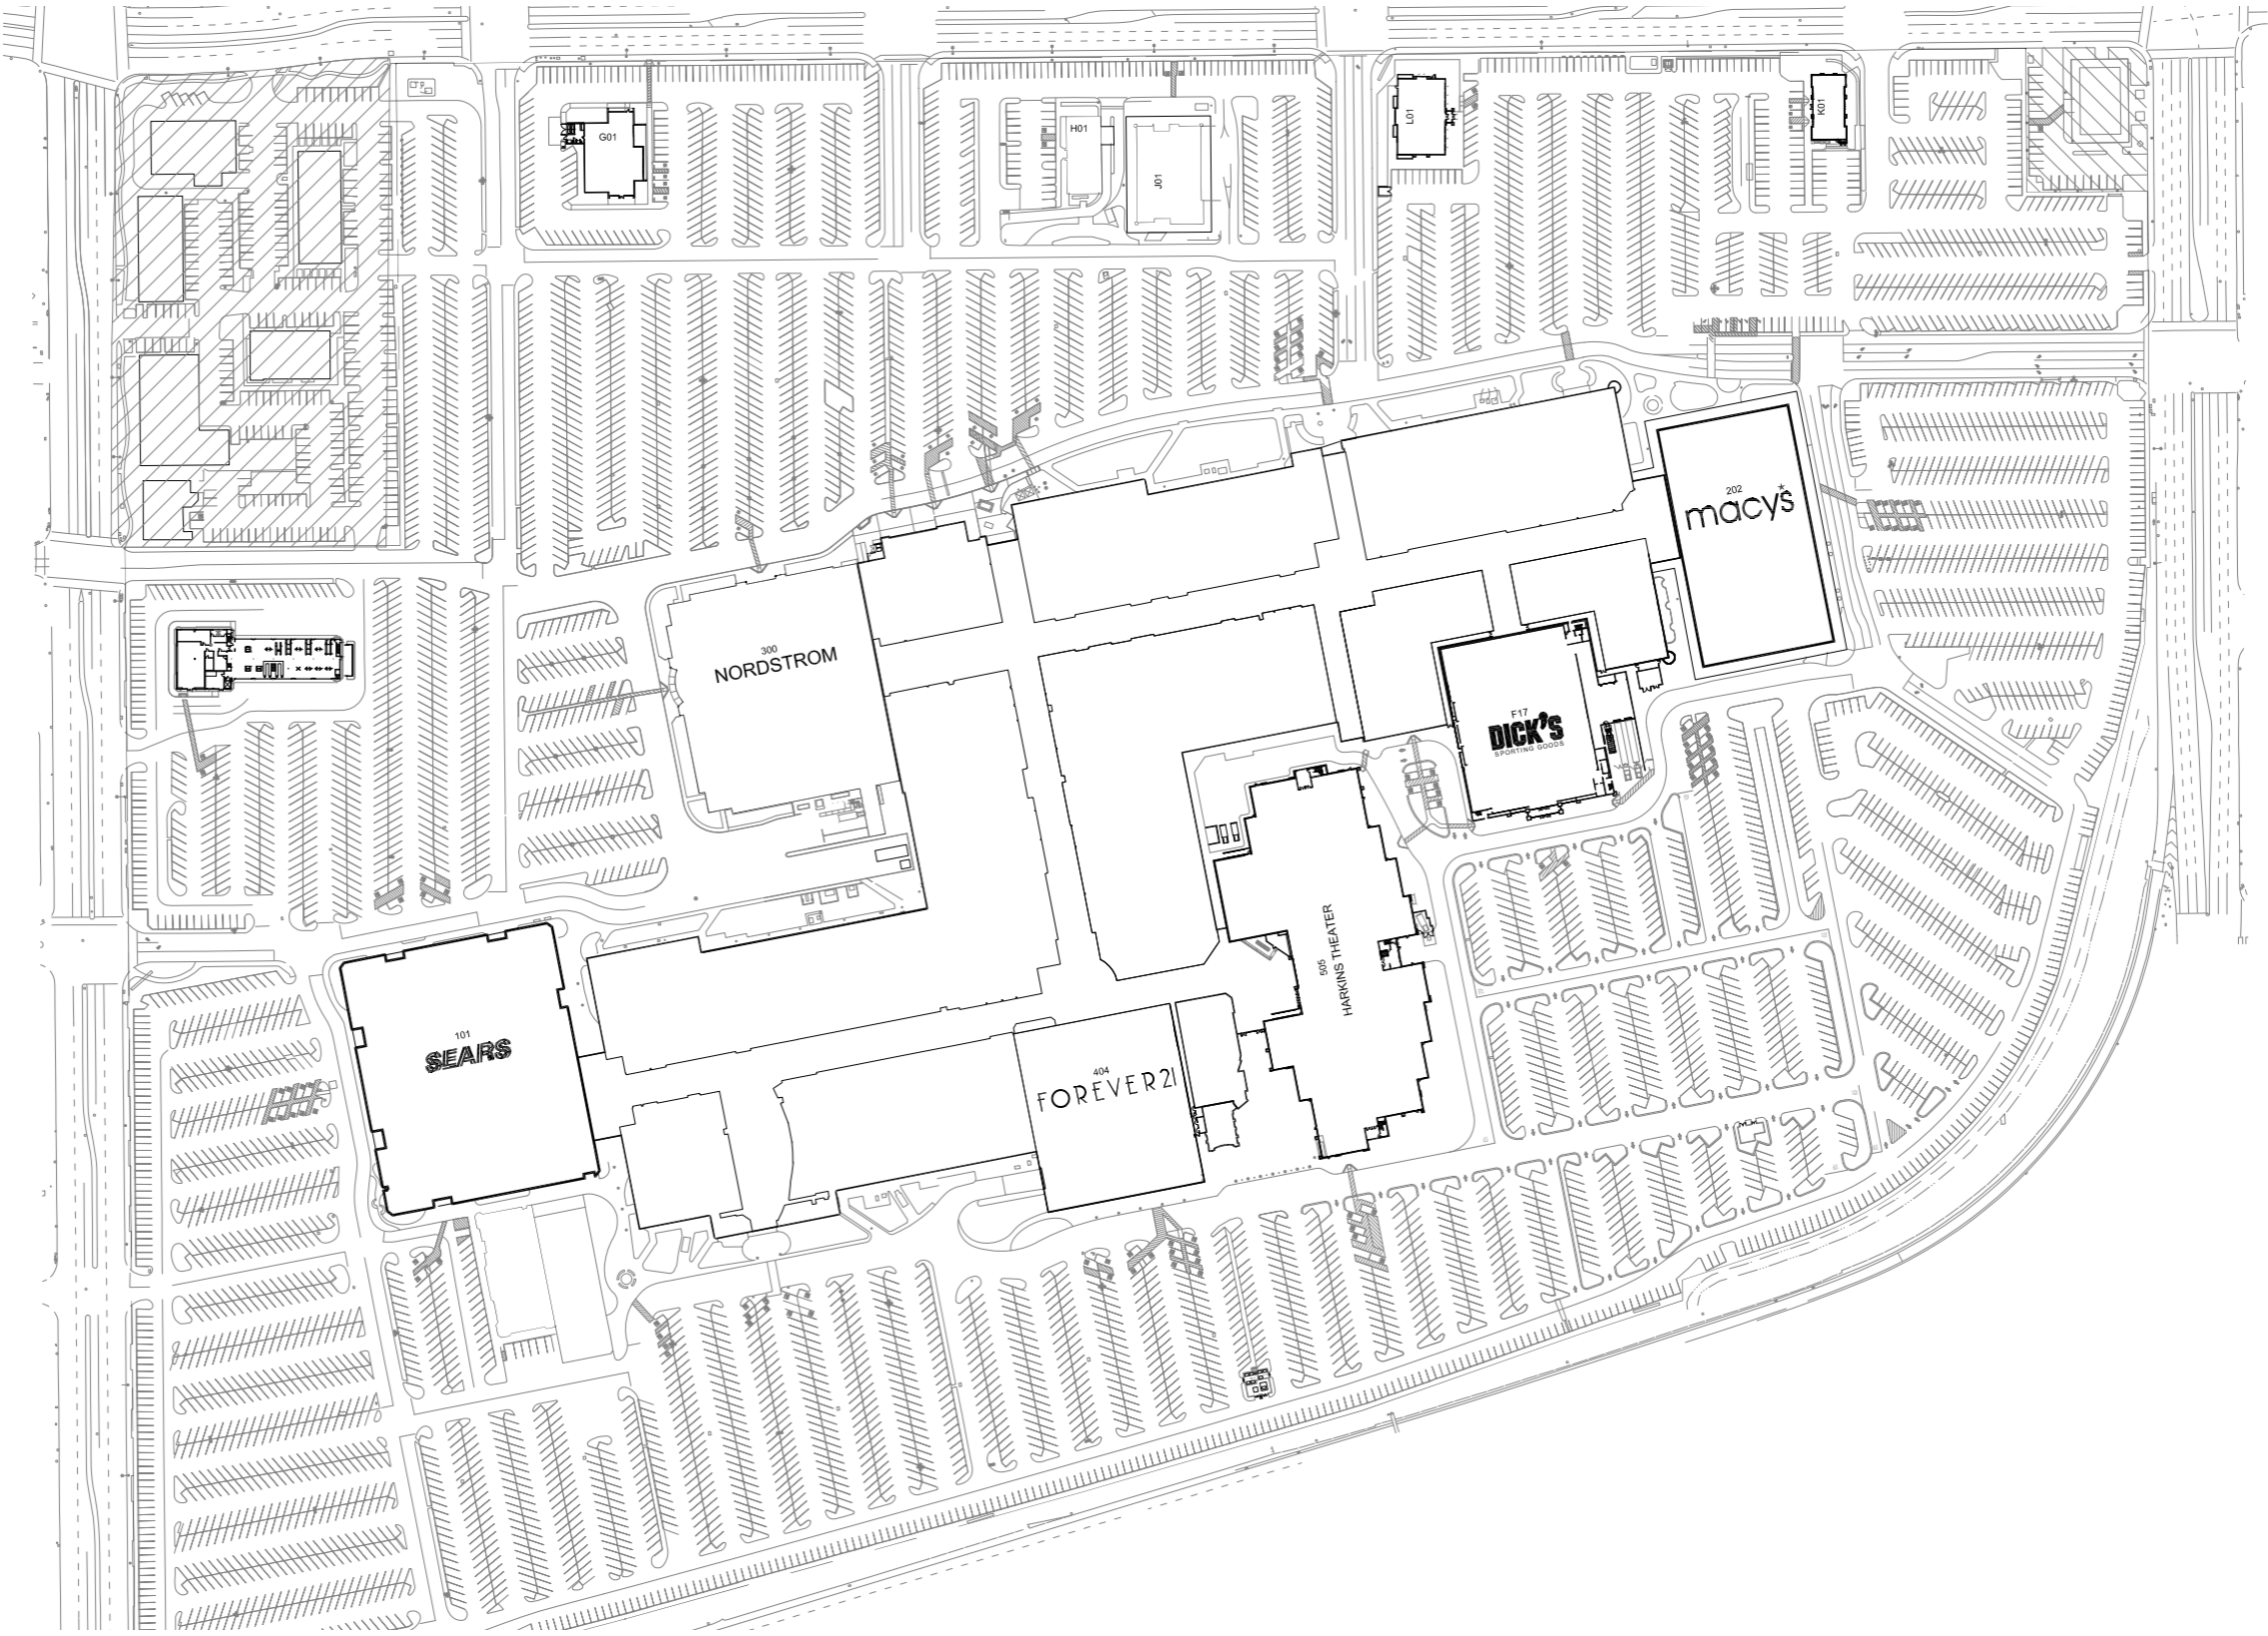 G01
H01
J01
L01
K01
202
macy's
300
NORDSTROM
F17
DICK'S
SPORTING GOODS
505
HARKINS THEATER
101
SEARS
404
FOREVER 21